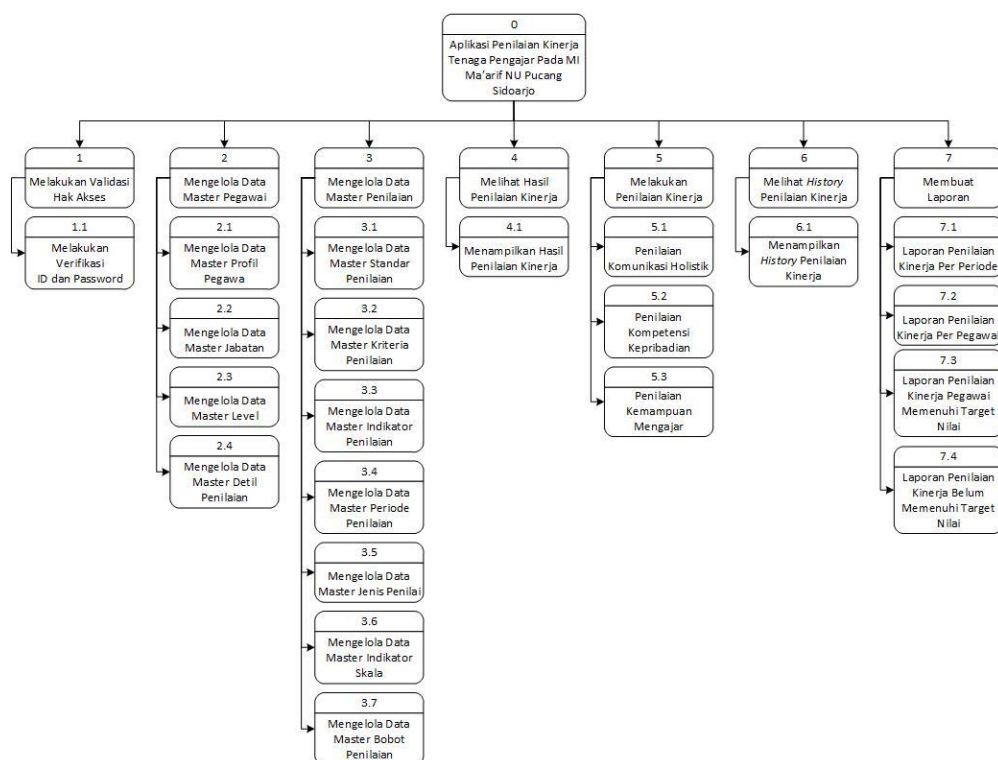 0
Aplikasi Penilaian Kinerja
Tenaga Pengajar Pada MI
Ma'arif NU Pucang
Sidoarjo
1
Melakukan Validasi
Hak Akses
1.1
Melakukan
Verifikasi
ID dan Password
2
Mengelola Data
Master Pegawai
2.1
Mengelola Data
Master Profil
Pegawa
2.2
Mengelola Data
Master Jabatan
2.3
Mengelola Data
Master Level
2.4
Mengelola Data
Master Detil
Penilaian
3
Mengelola Data
Master Penilaian
3.1
Mengelola Data
Master Standar
Penilaian
3.2
Mengelola Data
Master Kriteria
Penilaian
3.3
Mengelola Data
Master Indikator
Penilaian
3.4
Mengelola Data
Master Periode
Penilaian
3.5
Mengelola Data
Master Jenis Penilai
3.6
Mengelola Data
Master Indikator
Skala
3.7
Mengelola Data
Master Bobot
Penilaian
4
Melihat Hasil
Penilaian Kinerja
4.1
Menampilkan Hasil
Penilaian Kinerja
5
Melakukan
Penilaian Kinerja
5.1
Penilaian
Komunikasi Holistik
5.2
Penilaian
Kompetensi
Kepribadian
5.3
Penilaian
Kemampuan
Mengajar
6
Melihat History
Penilaian Kinerja
6.1
Menampilkan
History Penilaian
Kinerja
7
Membuat
Laporan
7.1
Laporan Penilaian
Kinerja Per Periode
7.2
Laporan Penilaian
Kinerja Per Pegawai
7.3
Laporan Penilaian
Kinerja Pegawai
Memenuhi Target
Nilai
7.4
Laporan Penilaian
Kinerja Belum
Memenuhi Target
Nilai